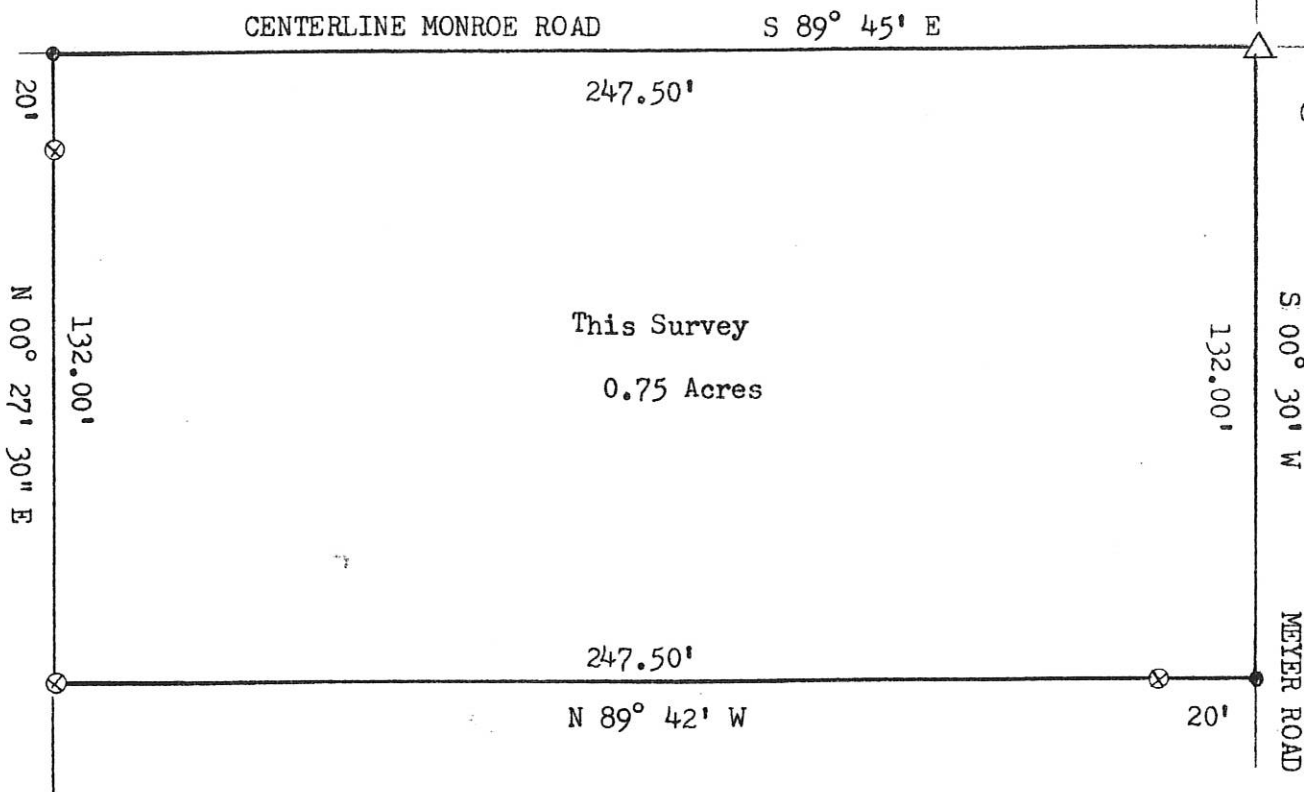 CENTERLINE MONROE ROAD S 89° 45' E
247.50'
20'
132.00'
N 00° 27' 30" E
This Survey
0.75 Acres
132.00'
S 00° 30' W
MEYER ROAD
247.50'
N 89° 42' W
20'